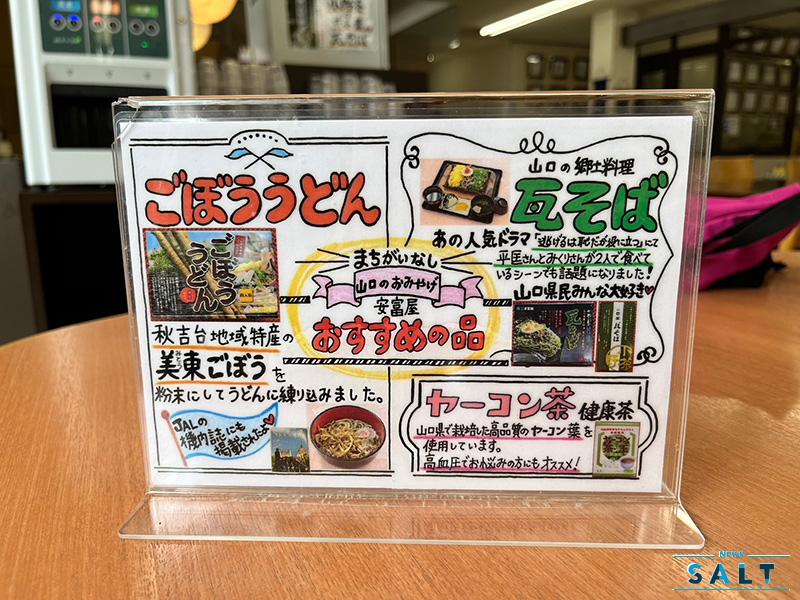 ごぼううどん
ごぼう
うどん
秋吉台地域特産の
美東ごぼうを
みとう
粉末にしてうどんに練り込みました。
JALの
機内誌にも
掲載されたよ
まちがいなし
山口のおみやげ
安富屋
おすすめの品
山口の郷土料理
瓦そば
あの人気ドラマ「逃げるは恥だが役に立つ」にて
平匡さんとみくりさんが2人で食べて
いるシーンも話題になりました!
山口県民みんな大好き
瓦そば
ヤーコン茶 健康茶
山口県で栽培した高品質のヤーコン葉を
使用しています。
高血圧でお悩みの方にもオススメ!
NEWS
SALT